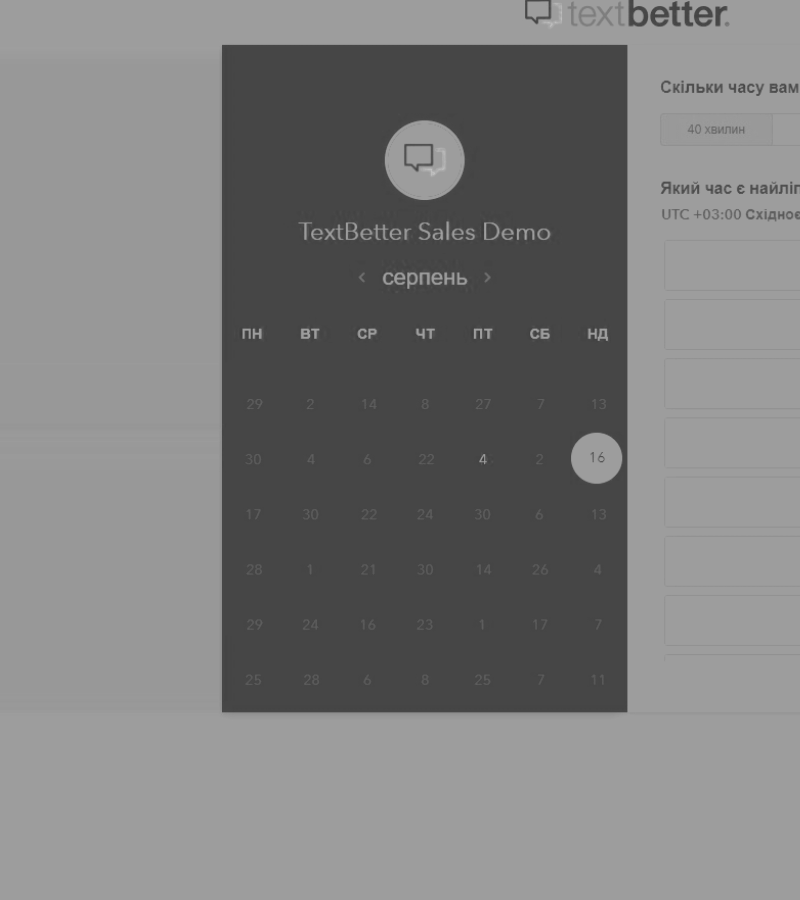 textbetter.
TextBetter Sales Demo
серпень
ПН ВТ СР ЧТ ПТ СБ НД
29 2 14 8 27 7 13
30 4 6 22 4 2 16
17 30 22 24 30 6 13
28 1 21 30 14 26 4
29 24 16 23 1 17 7
25 28 6 8 25 7 11
Скільки часу вам
40 хвилин
Який час є найліп
UTC +03:00 Східноє